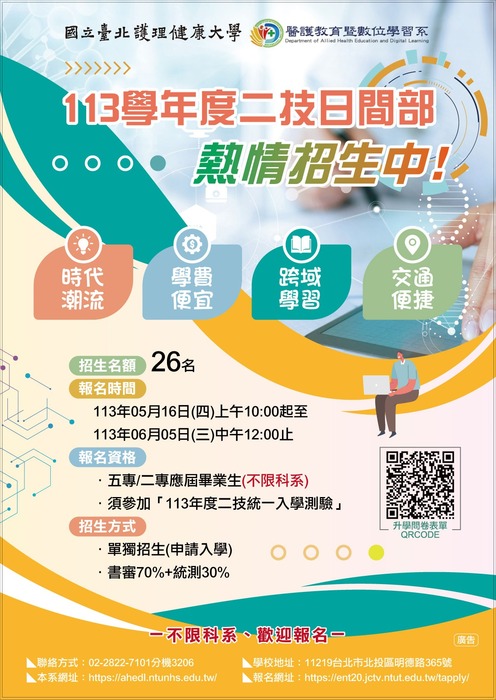 國立臺北護理健康大學
醫護教育暨數位學習系
Department of Allied Health Education and Digital Learning
113學年度二技日間部
熱情招生中!
時代
潮流
學費
便宜
跨域
學習
交通
便捷
招生名額 26名
報名時間
113年05月16日(四)上午10:00起至
113年06月05日(三)中午12:00止
報名資格
·五專/二專應屆畢業生(不限科系)
·須參加「113年度二技統一入學測驗」
招生方式
·單獨招生(申請入學)
·書審70%+統測30%
升學問卷表單
QRCODE
－不限科系、歡迎報名－
廣告
聯絡方式：02-2822-7101分機3206
學校地址：11219台北市北投區明德路365號
本系網址：https://ahedl.ntunhs.edu.tw/
報名網址：https://ent20.jctv.ntut.edu.tw/tapply/